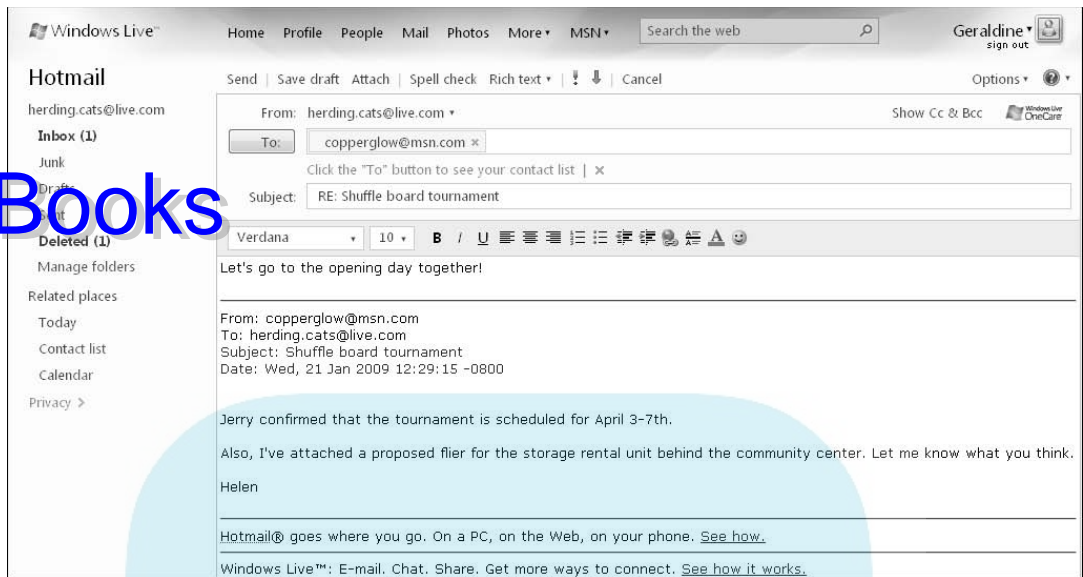 Windows Live™ Home Profile People Mail Photos More MSN Search the web Geraldine
sign out
Hotmail Send | Save draft Attach | Spell check Rich text | Cancel Options
herding.cats@live.com From: herding.cats@live.com Show Cc & Bcc Windows Live OneCare
Inbox (1) To: copperglow@msn.com ×
Junk Click the "To" button to see your contact list | ×
Drafts Subject: RE: Shuffle board tournament
Books
Sent
Deleted (1) Verdana 10 B I U A
Manage folders Let's go to the opening day together!
Related places
Today From: copperglow@msn.com
To: herding.cats@live.com
Contact list Subject: Shuffle board tournament
Calendar Date: Wed, 21 Jan 2009 12:29:15 -0800
Privacy >
Jerry confirmed that the tournament is scheduled for April 3-7th.
Also, I've attached a proposed flier for the storage rental unit behind the community center. Let me know what you think.
Helen
Hotmail® goes where you go. On a PC, on the Web, on your phone. See how.
Windows Live™: E-mail. Chat. Share. Get more ways to connect. See how it works.